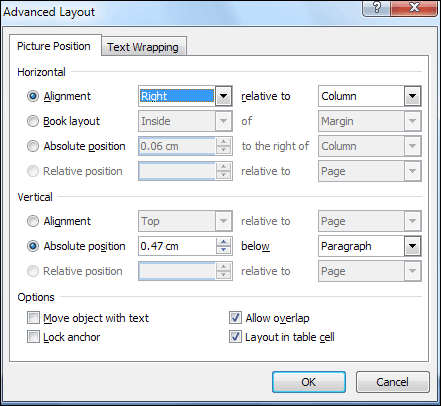 Advanced Layout ?
Picture Position Text Wrapping
Horizontal
Alignment Right relative to Column
Book layout Inside of Margin
Absolute position 0.06 cm to the right of Column
Relative position relative to Page
Vertical
Alignment Top relative to Page
Absolute position 0.47 cm below Paragraph
Relative position relative to Page
Options
Move object with text Allow overlap
Lock anchor Layout in table cell
OK Cancel